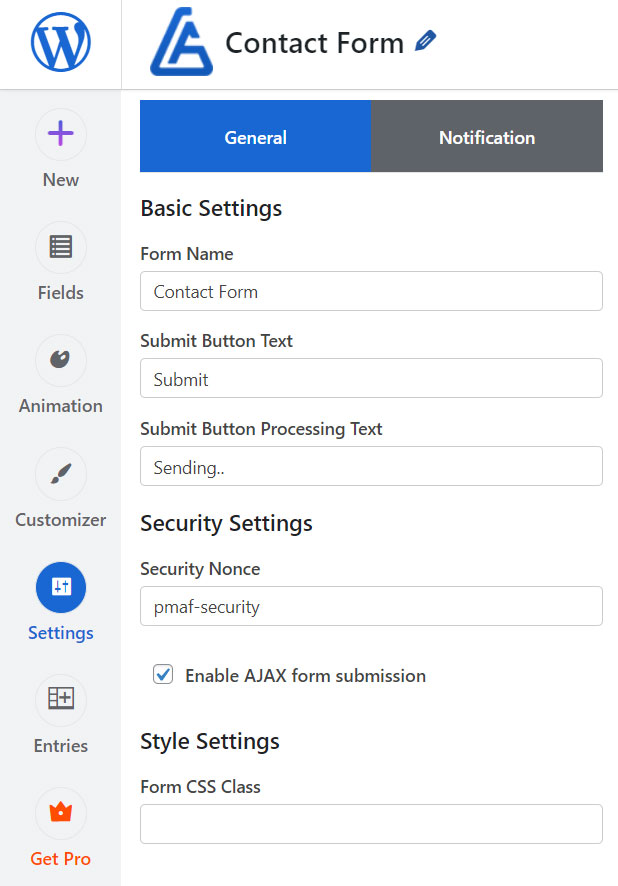 Contact Form
General
Notification
New
Fields
Animation
Customizer
Settings
Entries
Get Pro
Basic Settings
Form Name
Contact Form
Submit Button Text
Submit
Submit Button Processing Text
Sending..
Security Settings
Security Nonce
pmaf-security
Enable AJAX form submission
Style Settings
Form CSS Class